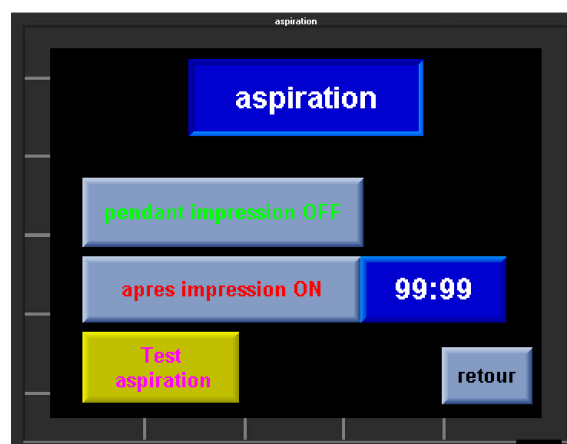 aspiration
aspiration
pendant impression OFF
apres impression ON
99:99
Test
aspiration
retour